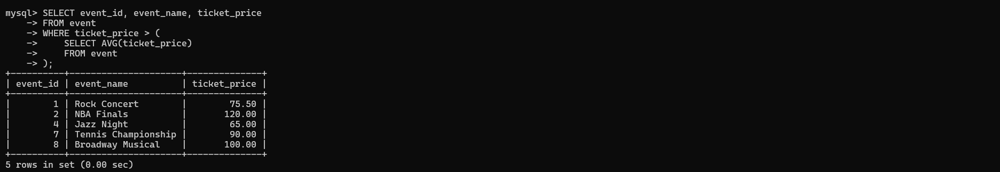 mysql> SELECT event_id, event_name, ticket_price
    -> FROM event
    -> WHERE ticket_price > (
    ->     SELECT AVG(ticket_price)
    ->     FROM event
    -> );
+----------+---------------------+--------------+
| event_id | event_name          | ticket_price |
+----------+---------------------+--------------+
|        1 | Rock Concert        |        75.50 |
|        2 | NBA Finals          |       120.00 |
|        4 | Jazz Night          |        65.00 |
|        7 | Tennis Championship |        90.00 |
|        8 | Broadway Musical    |       100.00 |
+----------+---------------------+--------------+
5 rows in set (0.00 sec)